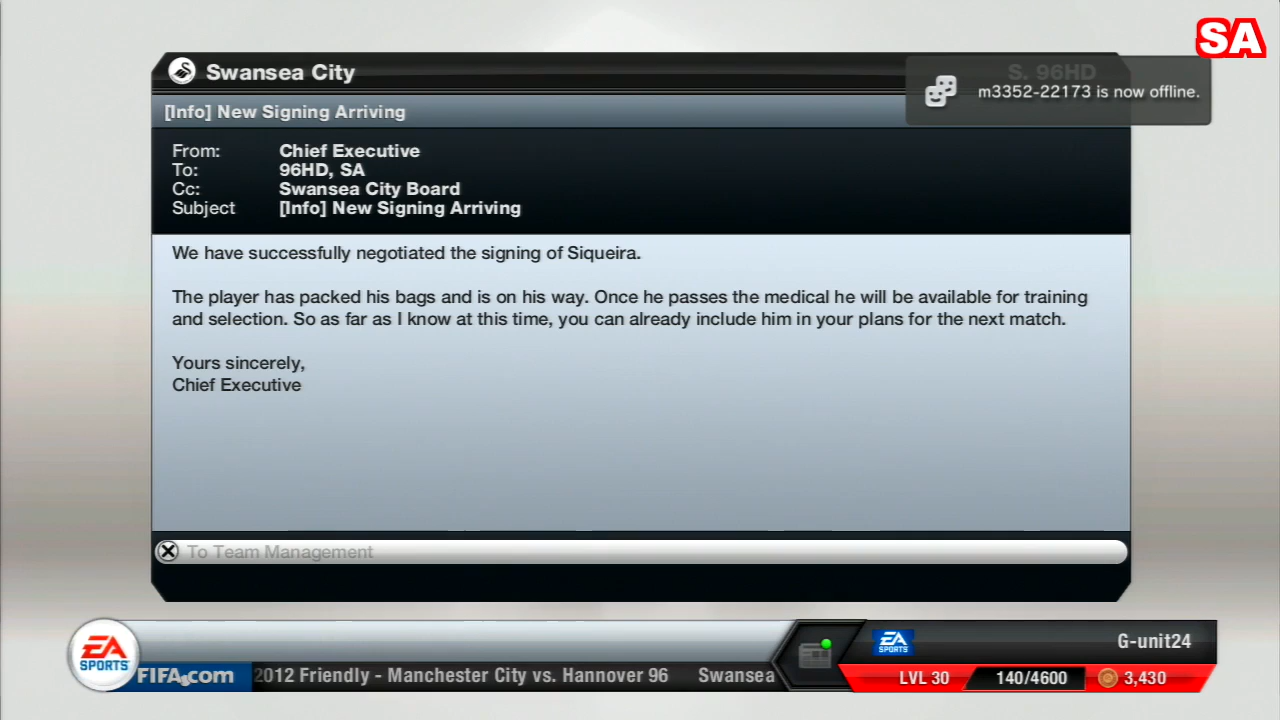 SA
Swansea City
S. 96HD
m3352-22173 is now offline.
[Info] New Signing Arriving
From: Chief Executive
To: 96HD, SA
Cc: Swansea City Board
Subject [Info] New Signing Arriving
We have successfully negotiated the signing of Siqueira.
The player has packed his bags and is on his way. Once he passes the medical he will be available for training
and selection. So as far as I know at this time, you can already include him in your plans for the next match.
Yours sincerely,
Chief Executive
To Team Management
EA
SPORTS
EA
SPORTS
G-unit24
FIFA.com
2012 Friendly - Manchester City vs. Hannover 96 Swansea
LVL 30
140/4600
3,430